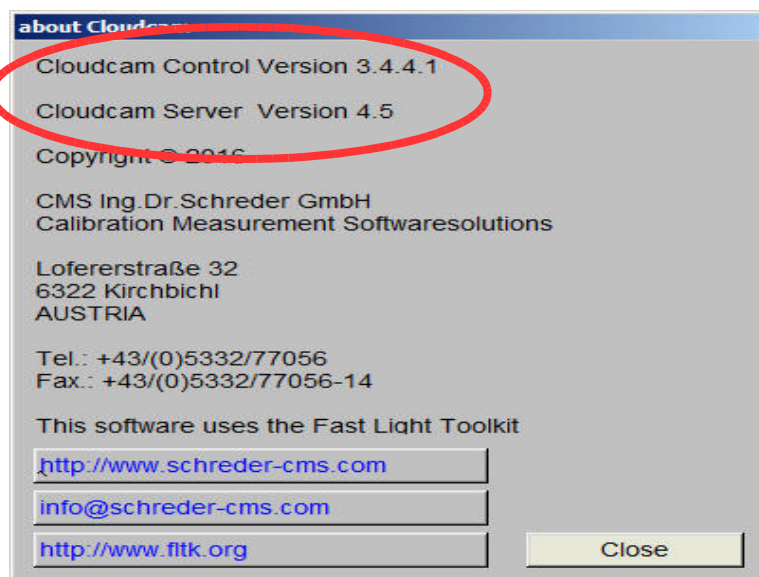 about Cloudcam
Cloudcam Control Version 3.4.4.1
Cloudcam Server Version 4.5
Copyright © 2016
CMS Ing.Dr.Schreder GmbH
Calibration Measurement Softwaresolutions
Lofererstraße 32
6322 Kirchbichl
AUSTRIA
Tel.: +43/(0)5332/77056
Fax.: +43/(0)5332/77056-14
This software uses the Fast Light Toolkit
http://www.schreder-cms.com
info@schreder-cms.com
http://www.fltk.org
Close